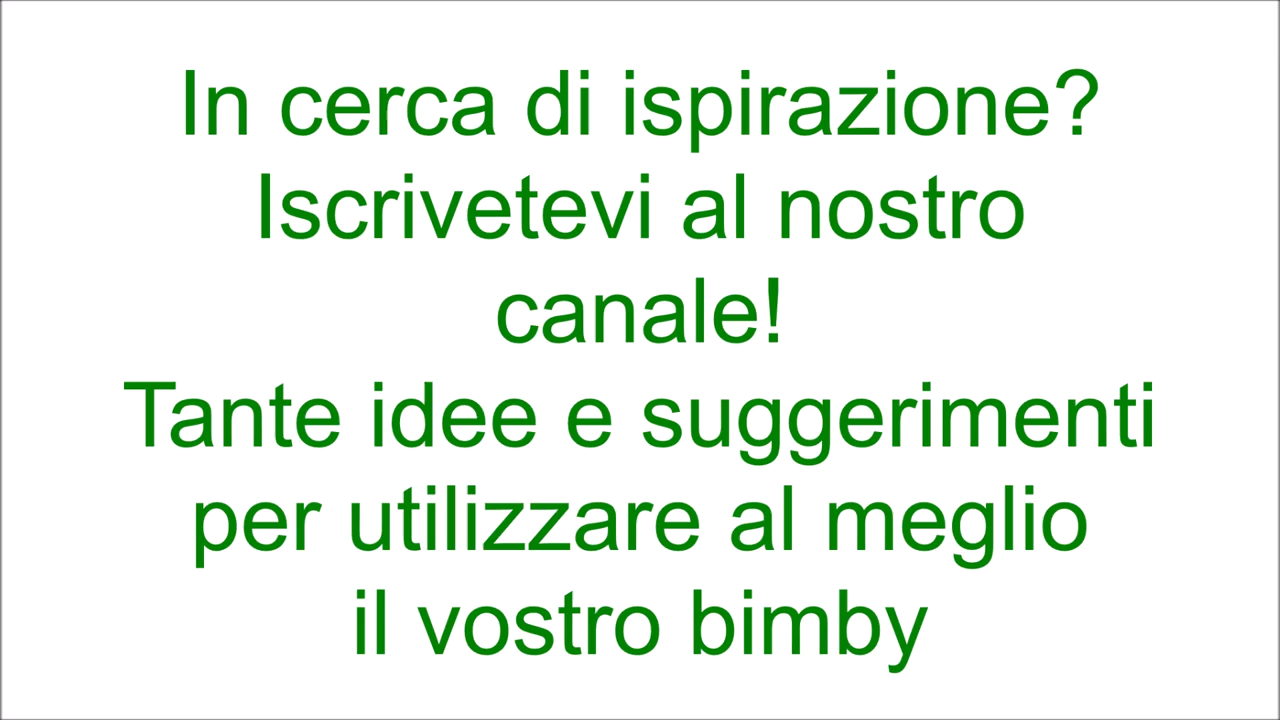 In cerca di ispirazione?
Iscrivetevi al nostro
canale!
Tante idee e suggerimenti
per utilizzare al meglio
il vostro bimby